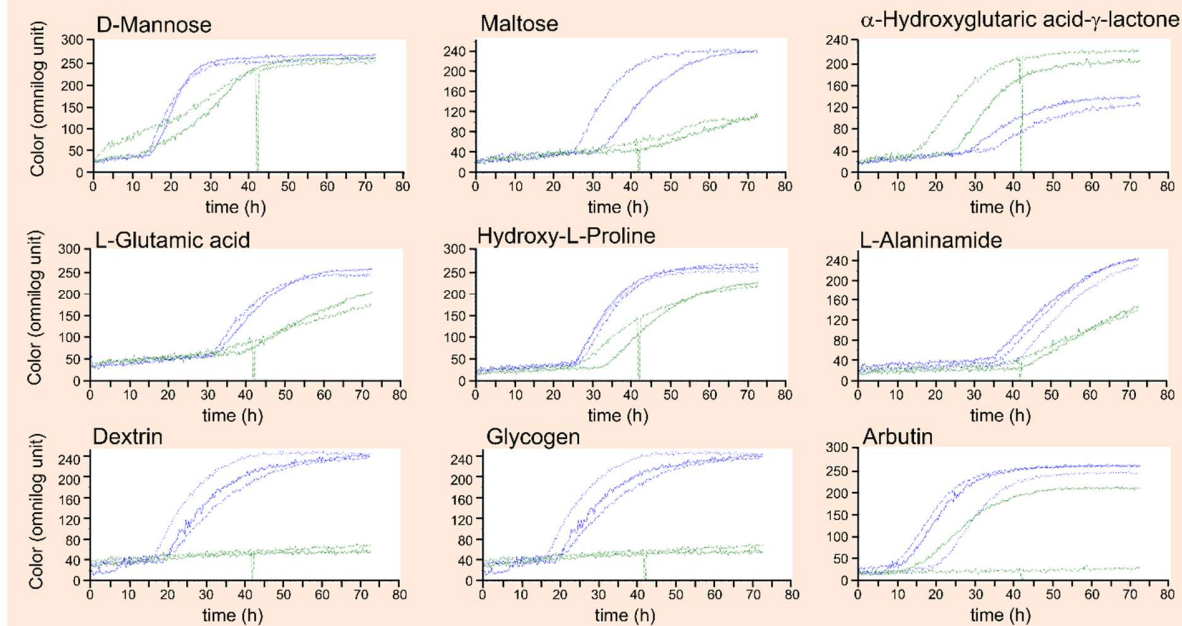 D-Mannose
Maltose
α-Hydroxyglutaric acid-γ-lactone
Color (omnilog unit)
300
250
200
150
100
50
0
0 10 20 30 40 50 60 70 80
time (h)
240
200
160
120
80
40
0
0 10 20 30 40 50 60 70 80
time (h)
240
200
160
120
80
40
0
0 10 20 30 40 50 60 70 80
time (h)
L-Glutamic acid
Hydroxy-L-Proline
L-Alaninamide
Color (omnilog unit)
300
250
200
150
100
50
0
0 10 20 30 40 50 60 70 80
time (h)
300
250
200
150
100
50
0
0 10 20 30 40 50 60 70 80
time (h)
240
200
160
120
80
40
0
0 10 20 30 40 50 60 70 80
time (h)
Dextrin
Glycogen
Arbutin
Color (omnilog unit)
240
200
160
120
80
40
0
0 10 20 30 40 50 60 70 80
time (h)
240
200
160
120
80
40
0
0 10 20 30 40 50 60 70 80
time (h)
300
250
200
150
100
50
0
0 10 20 30 40 50 60 70 80
time (h)